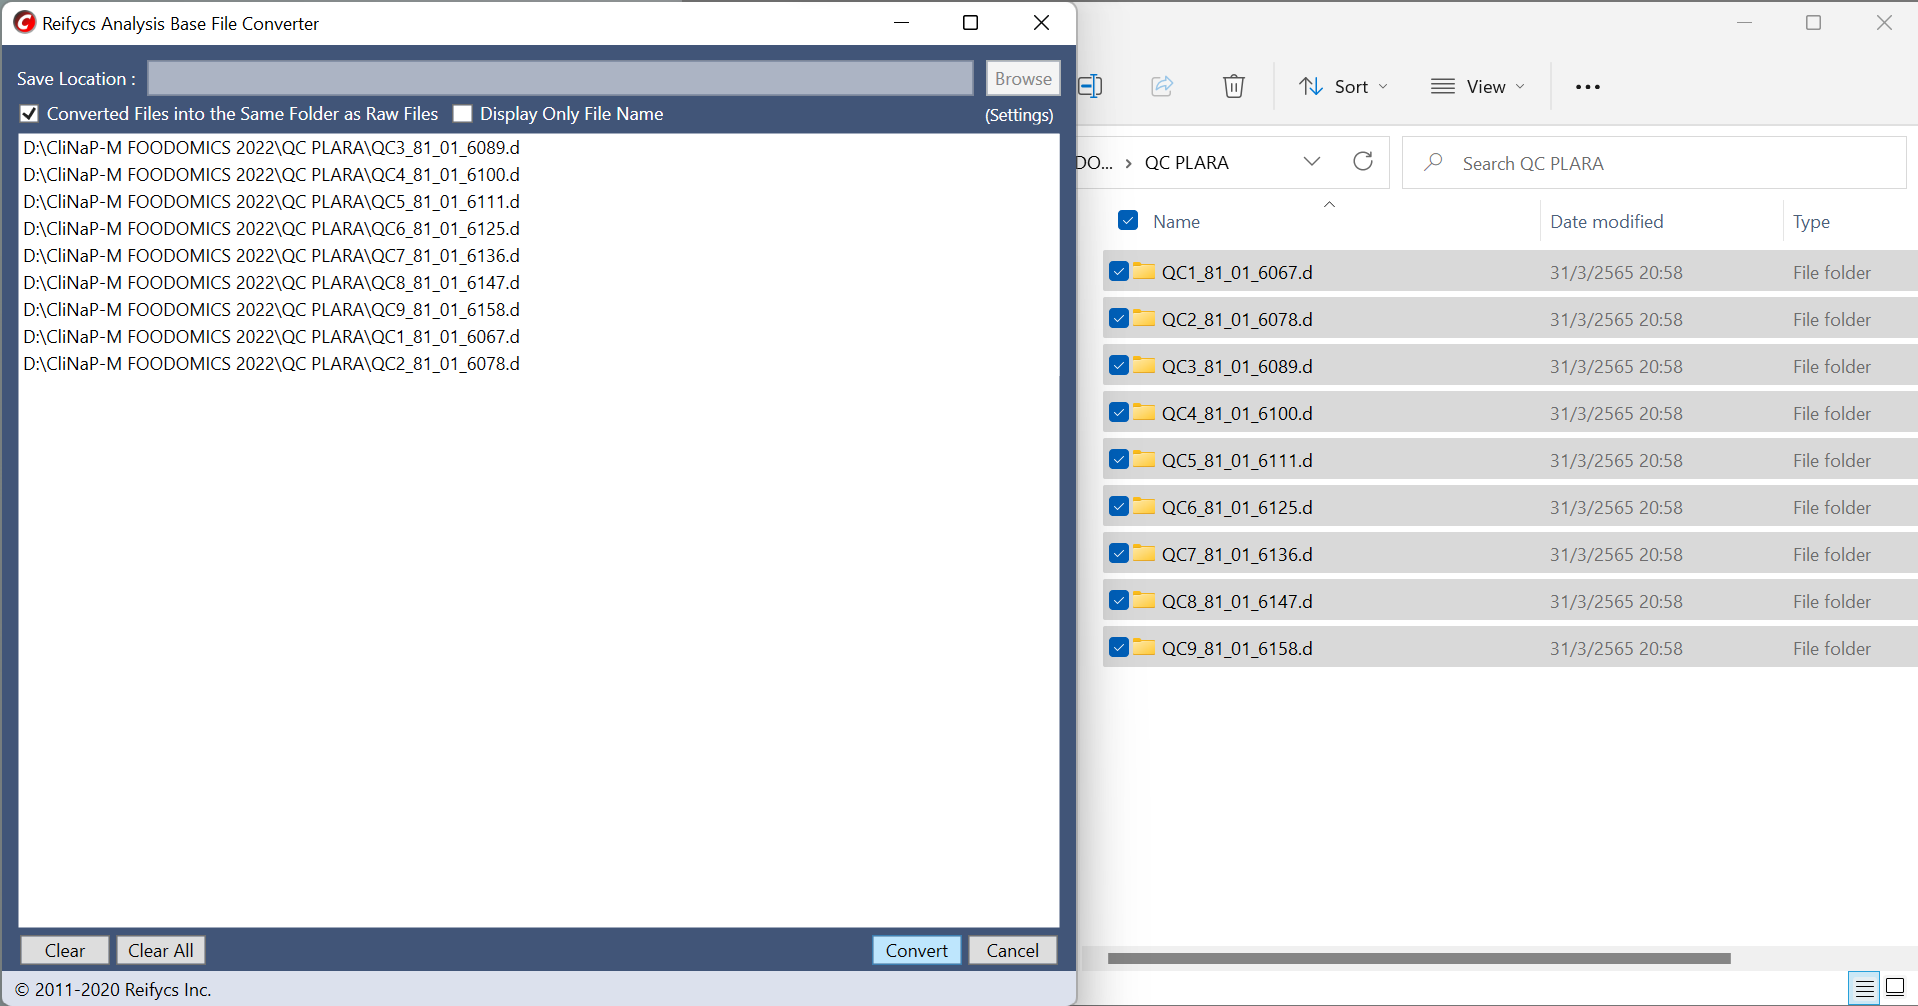 Reifycs Analysis Base File Converter
Save Location :
Browse
Converted Files into the Same Folder as Raw Files
Display Only File Name
(Settings)
D:\CliNaP-M FOODOMICS 2022\QC PLARA\QC3_81_01_6089.d
D:\CliNaP-M FOODOMICS 2022\QC PLARA\QC4_81_01_6100.d
D:\CliNaP-M FOODOMICS 2022\QC PLARA\QC5_81_01_6111.d
D:\CliNaP-M FOODOMICS 2022\QC PLARA\QC6_81_01_6125.d
D:\CliNaP-M FOODOMICS 2022\QC PLARA\QC7_81_01_6136.d
D:\CliNaP-M FOODOMICS 2022\QC PLARA\QC8_81_01_6147.d
D:\CliNaP-M FOODOMICS 2022\QC PLARA\QC9_81_01_6158.d
D:\CliNaP-M FOODOMICS 2022\QC PLARA\QC1_81_01_6067.d
D:\CliNaP-M FOODOMICS 2022\QC PLARA\QC2_81_01_6078.d
Clear
Clear All
Convert
Cancel
© 2011-2020 Reifycs Inc.
Sort
View
DO... › QC PLARA
Search QC PLARA
Name Date modified Type
QC1_81_01_6067.d 31/3/2565 20:58 File folder
QC2_81_01_6078.d 31/3/2565 20:58 File folder
QC3_81_01_6089.d 31/3/2565 20:58 File folder
QC4_81_01_6100.d 31/3/2565 20:58 File folder
QC5_81_01_6111.d 31/3/2565 20:58 File folder
QC6_81_01_6125.d 31/3/2565 20:58 File folder
QC7_81_01_6136.d 31/3/2565 20:58 File folder
QC8_81_01_6147.d 31/3/2565 20:58 File folder
QC9_81_01_6158.d 31/3/2565 20:58 File folder